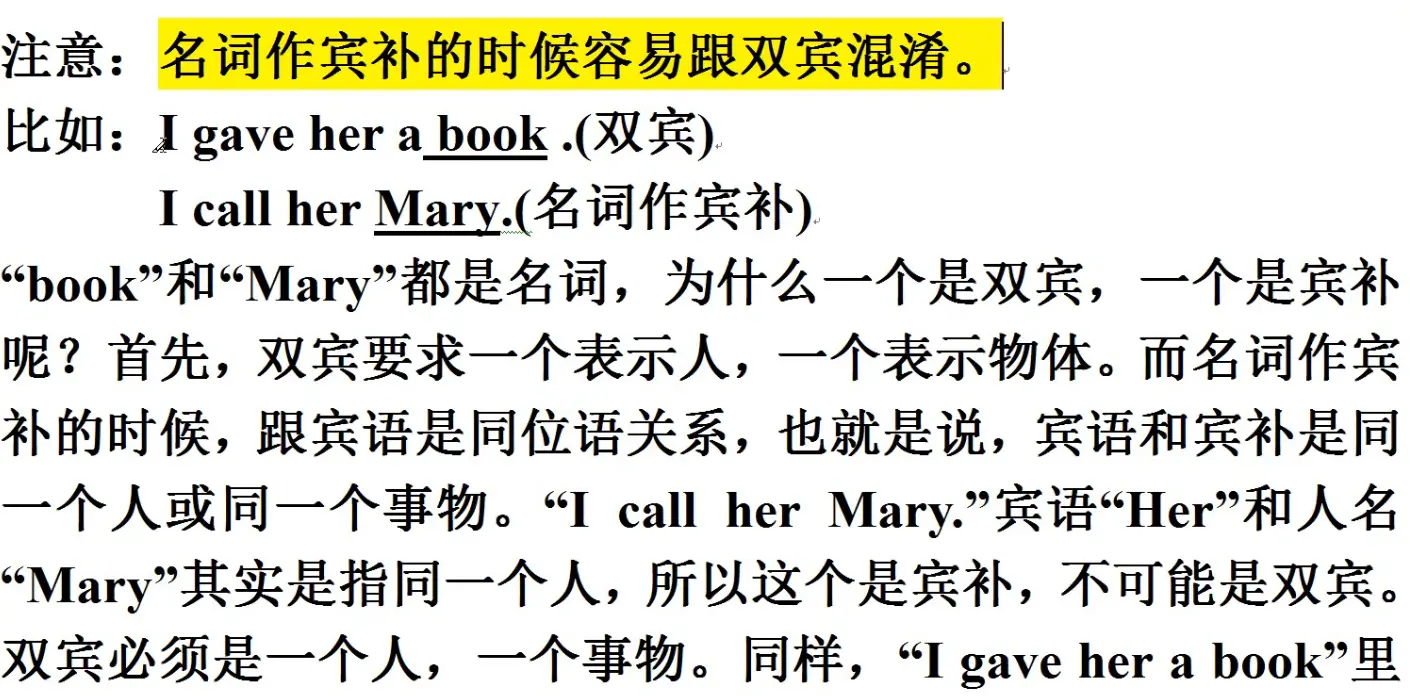 注意：名词作宾补的时候容易跟双宾混淆。
比如：I gave her a book .(双宾)
I call her Mary.(名词作宾补)
“book”和“Mary”都是名词，为什么一个是双宾，一个是宾补
呢？首先，双宾要求一个表示人，一个表示物体。而名词作宾
补的时候，跟宾语是同位语关系，也就是说，宾语和宾补是同
一个人或同一个事物。“I call her Mary.”宾语“Her”和人名
“Mary”其实是指同一个人，所以这个是宾补，不可能是双宾。
双宾必须是一个人，一个事物。同样，“I gave her a book”里